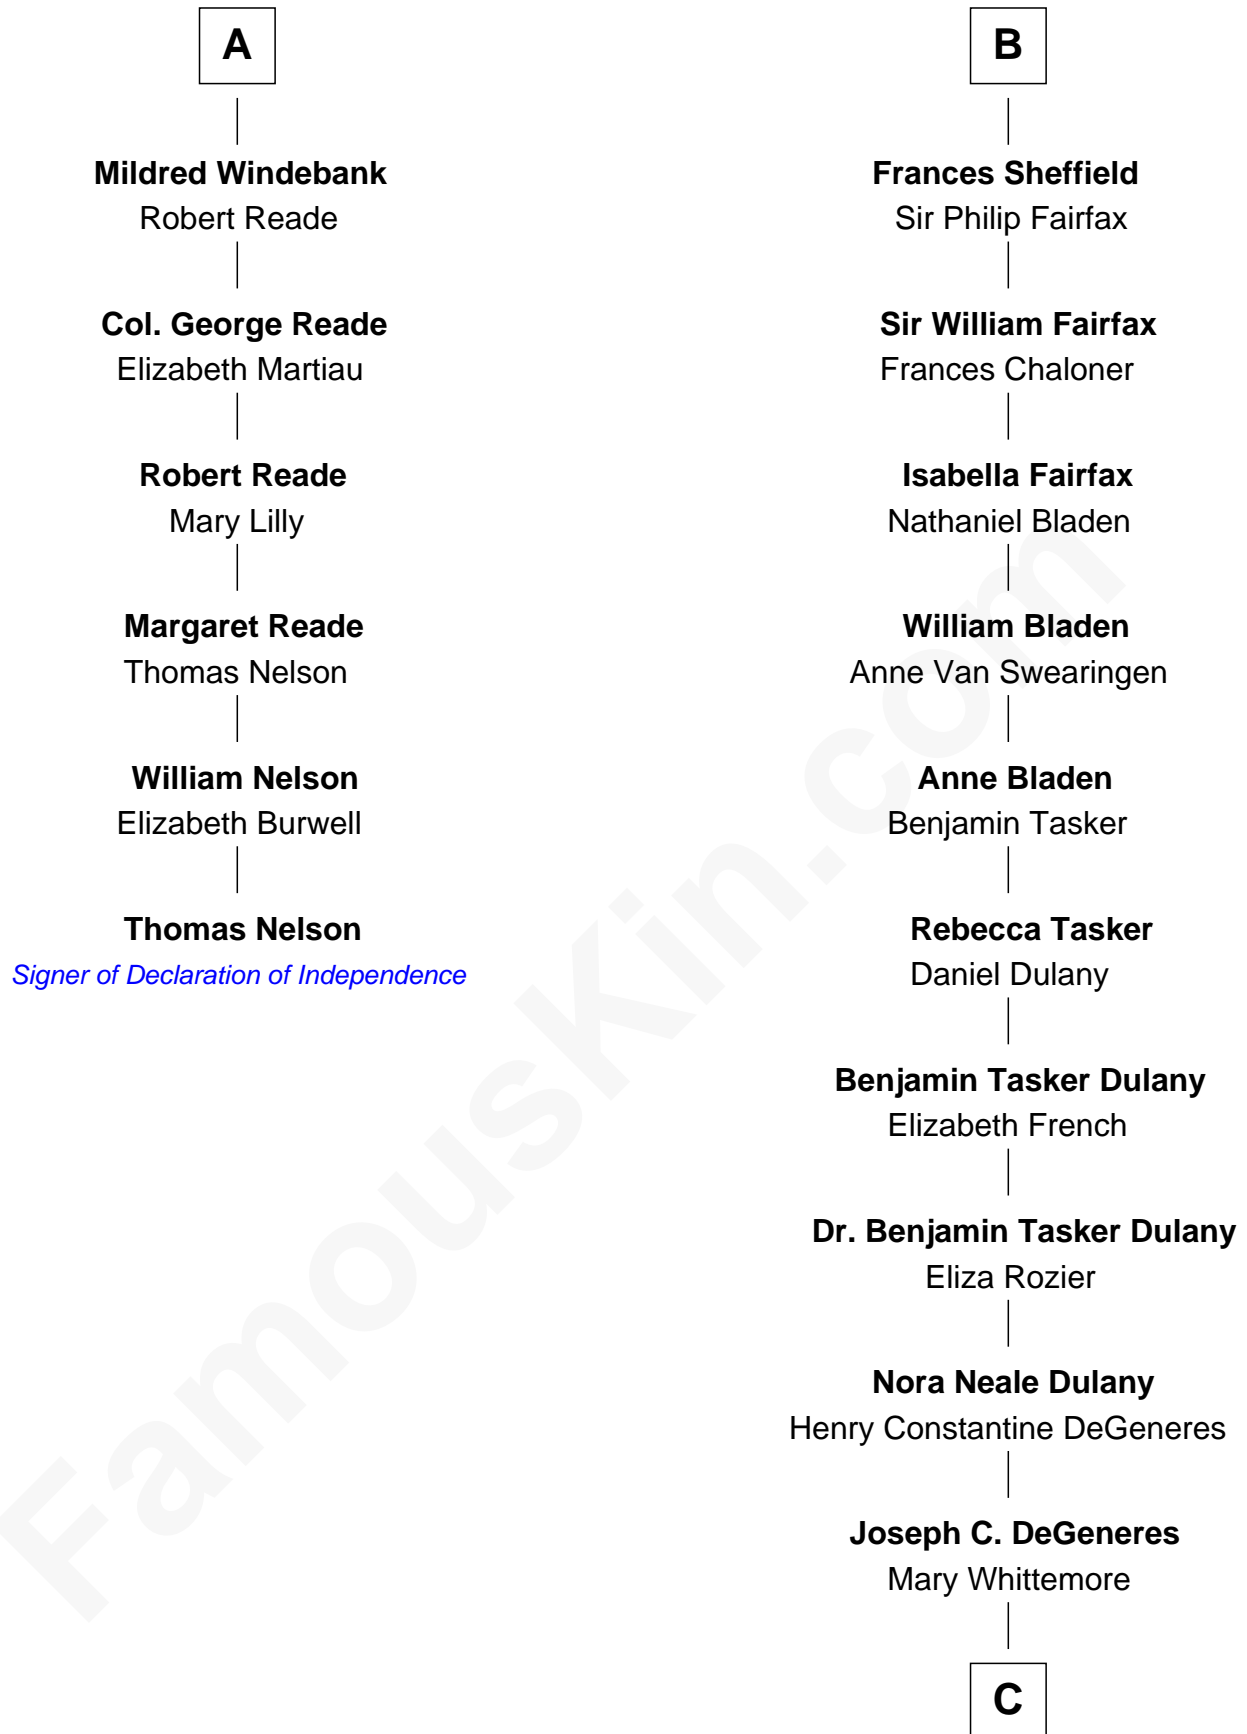 A
Mildred Windebank
Robert Reade
Col. George Reade
Elizabeth Martiau
Robert Reade
Mary Lilly
Margaret Reade
Thomas Nelson
William Nelson
Elizabeth Burwell
Thomas Nelson
Signer of Declaration of Independence
B
Frances Sheffield
Sir Philip Fairfax
Sir William Fairfax
Frances Chaloner
Isabella Fairfax
Nathaniel Bladen
William Bladen
Anne Van Swearingen
Anne Bladen
Benjamin Tasker
Rebecca Tasker
Daniel Dulany
Benjamin Tasker Dulany
Elizabeth French
Dr. Benjamin Tasker Dulany
Eliza Rozier
Nora Neale Dulany
Henry Constantine DeGeneres
Joseph C. DeGeneres
Mary Whittemore
C
FamousKin.com